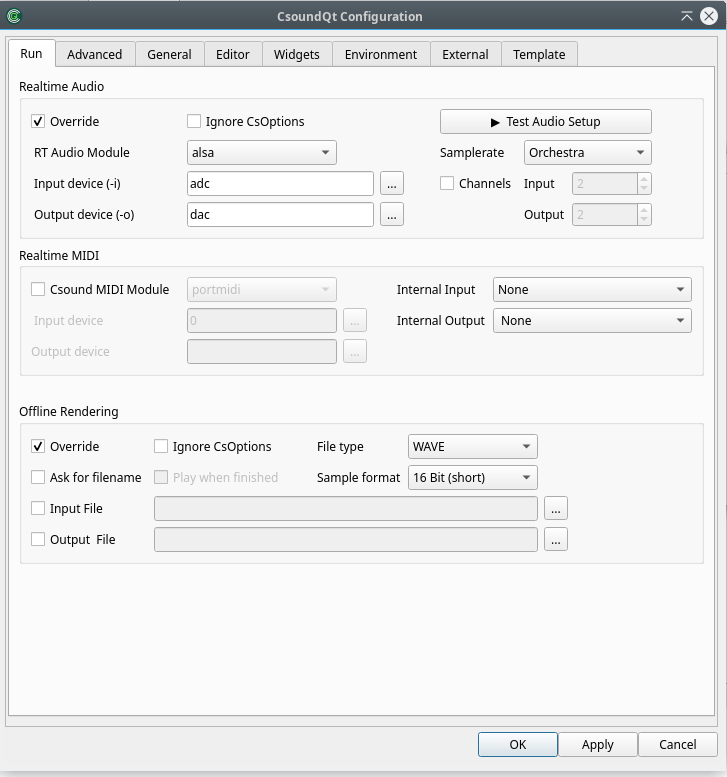 CsoundQt Configuration
Run Advanced General Editor Widgets Environment External Template
Realtime Audio
Override Ignore CsOptions Test Audio Setup
RT Audio Module alsa Samplerate Orchestra
Input device (-i) adc ... Channels Input 2
Output device (-o) dac ... Output 2
Realtime MIDI
Csound MIDI Module portmidi Internal Input None
Input device 0 ... Internal Output None
Output device ...
Offline Rendering
Override Ignore CsOptions File type WAVE
Ask for filename Play when finished Sample format 16 Bit (short)
Input File ...
Output File ...
OK Apply Cancel